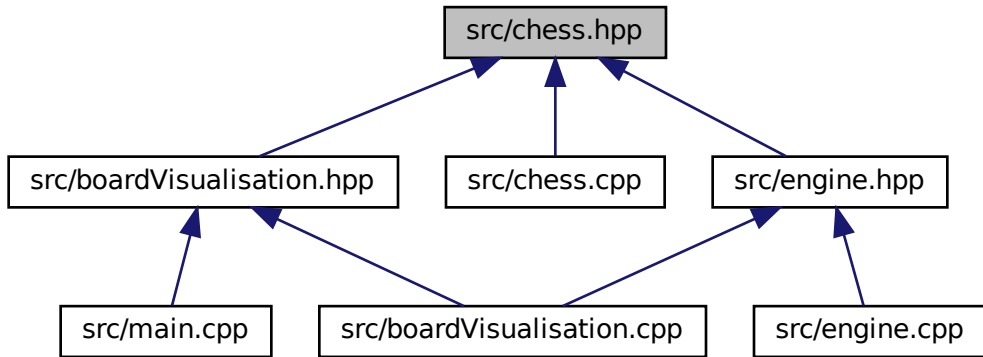 src/chess.hpp
src/boardVisualisation.hpp
src/chess.cpp
src/engine.hpp
src/main.cpp
src/boardVisualisation.cpp
src/engine.cpp